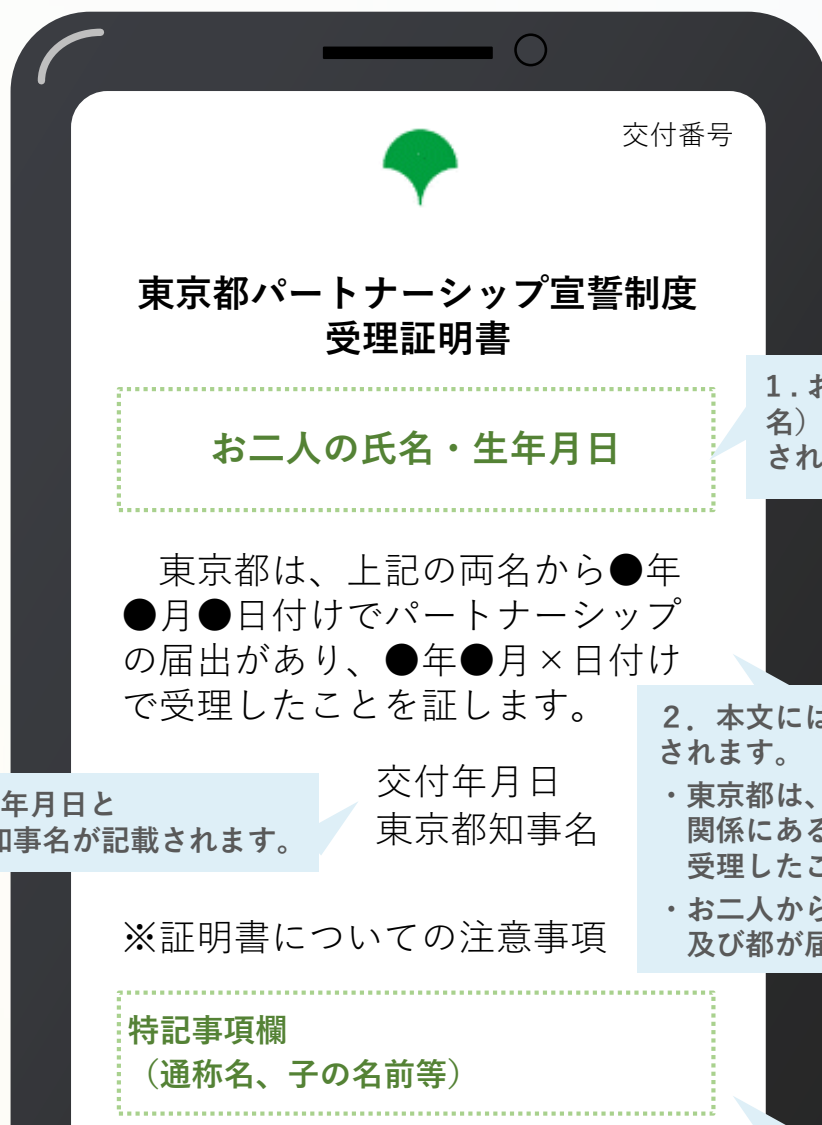 交付番号
東京都パートナーシップ宣誓制度
受理証明書
お二人の氏名・生年月日
1．お
名）
され
東京都は、上記の両名から●年
●月●日付けでパートナーシップ
の届出があり、●年●月×日付け
で受理したことを証します。
2．本文には
されます。
・東京都は、
関係にある
受理したこ
・お二人から
及び都が届
交付年月日
東京都知事名
年月日と
知事名が記載されます。
※証明書についての注意事項
特記事項欄
（通称名、子の名前等）